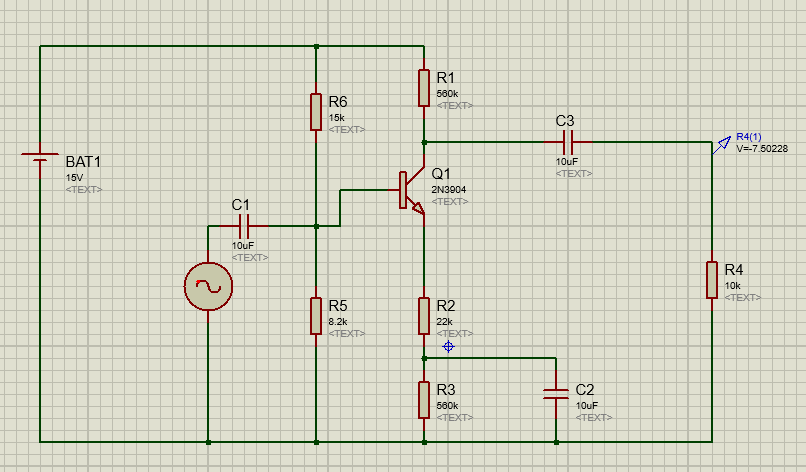 R6
15k
<TEXT>
R1
560k
<TEXT>
C3
10uF
<TEXT>
R4(1)
V=-7.50228
BAT1
15V
<TEXT>
Q1
2N3904
<TEXT>
C1
10uF
<TEXT>
R5
8.2k
<TEXT>
R2
22k
<TEXT>
R4
10k
<TEXT>
R3
560k
<TEXT>
C2
10uF
<TEXT>